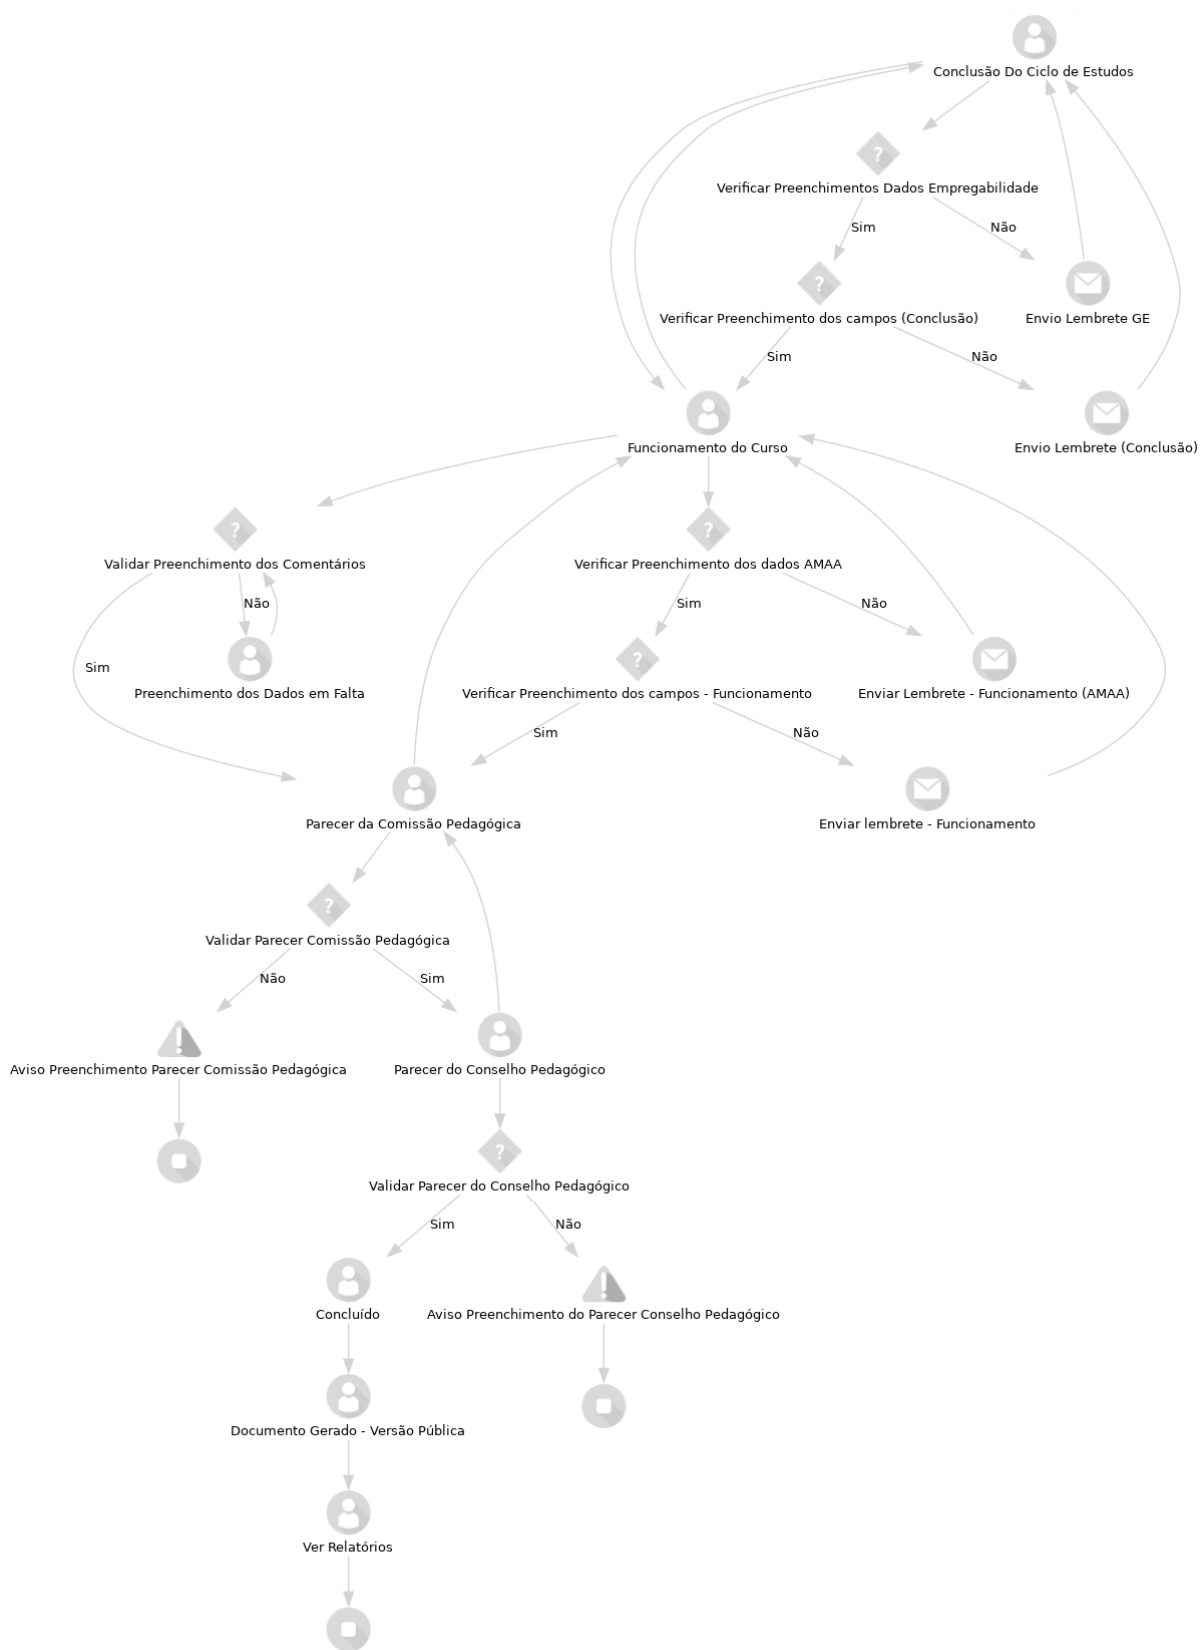 Conclusão Do Ciclo de Estudos
?
Verificar Preenchimentos Dados Empregabilidade
Sim
Não
?
Verificar Preenchimento dos campos (Conclusão)
Envio Lembrete GE
Sim
Não
Funcionamento do Curso
Envio Lembrete (Conclusão)
?
?
Validar Preenchimento dos Comentários
Verificar Preenchimento dos dados AMAA
Não
Sim
Não
Sim
?
Preenchimento dos Dados em Falta
Verificar Preenchimento dos campos - Funcionamento
Enviar Lembrete - Funcionamento (AMAA)
Sim
Não
Parecer da Comissão Pedagógica
Enviar lembrete - Funcionamento
?
Validar Parecer Comissão Pedagógica
Não
Sim
!
Aviso Preenchimento Parecer Comissão Pedagógica
Parecer do Conselho Pedagógico
?
Validar Parecer do Conselho Pedagógico
Sim
Não
!
Concluído
Aviso Preenchimento do Parecer Conselho Pedagógico
Documento Gerado - Versão Pública
Ver Relatórios